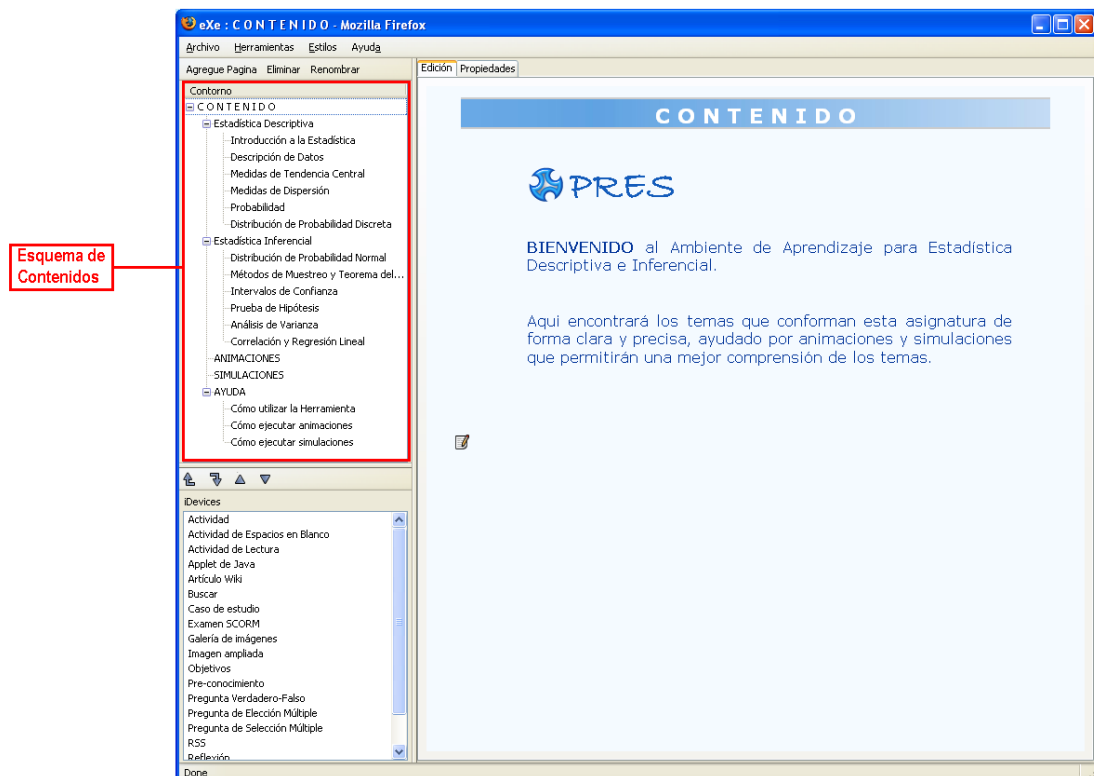 eXe : C O N T E N I D O - Mozilla Firefox
Archivo Herramientas Estilos Ayuda
Agregue Pagina Eliminar Renombrar
Edición Propiedades
Contorno
C O N T E N I D O
Estadística Descriptiva
Introducción a la Estadística
Descripción de Datos
Medidas de Tendencia Central
Medidas de Dispersión
Probabilidad
Distribución de Probabilidad Discreta
Estadística Inferencial
Distribución de Probabilidad Normal
Métodos de Muestreo y Teorema del...
Intervalos de Confianza
Prueba de Hipótesis
Análisis de Varianza
Correlación y Regresión Lineal
ANIMACIONES
SIMULACIONES
AYUDA
Cómo utilizar la Herramienta
Cómo ejecutar animaciones
Cómo ejecutar simulaciones
Esquema de
Contenidos
iDevices
Actividad
Actividad de Espacios en Blanco
Actividad de Lectura
Applet de Java
Artículo Wiki
Buscar
Caso de estudio
Examen SCORM
Galería de imágenes
Imagen ampliada
Objetivos
Pre-conocimiento
Pregunta Verdadero-Falso
Pregunta de Elección Múltiple
Pregunta de Selección Múltiple
RSS
Reflexión
Done
C O N T E N I D O
PRES
BIENVENIDO al Ambiente de Aprendizaje para Estadística
Descriptiva e Inferencial.
Aqui encontrará los temas que conforman esta asignatura de
forma clara y precisa, ayudado por animaciones y simulaciones
que permitirán una mejor comprensión de los temas.